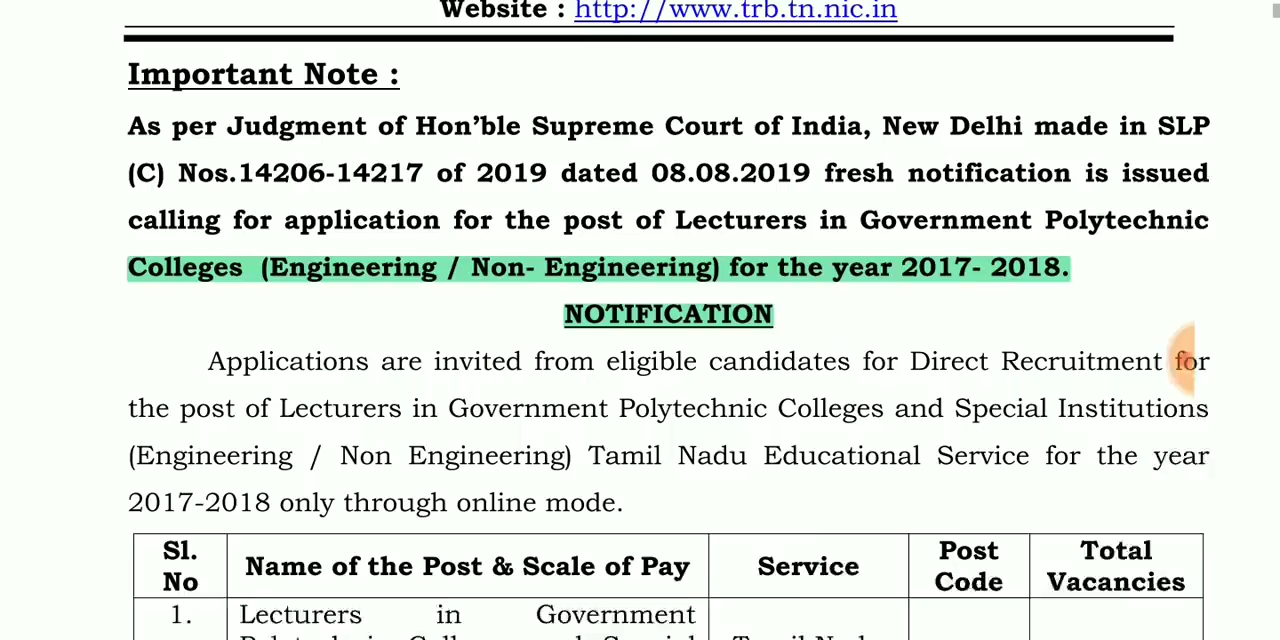 Website : http://www.trb.tn.nic.in
Important Note :
As per Judgment of Hon’ble Supreme Court of India, New Delhi made in SLP
(C) Nos.14206-14217 of 2019 dated 08.08.2019 fresh notification is issued
calling for application for the post of Lecturers in Government Polytechnic
Colleges (Engineering / Non- Engineering) for the year 2017- 2018.
NOTIFICATION
Applications are invited from eligible candidates for Direct Recruitment for
the post of Lecturers in Government Polytechnic Colleges and Special Institutions
(Engineering / Non Engineering) Tamil Nadu Educational Service for the year
2017-2018 only through online mode.
Sl. No Name of the Post & Scale of Pay Service Post Code Total Vacancies
1. Lecturers in Government